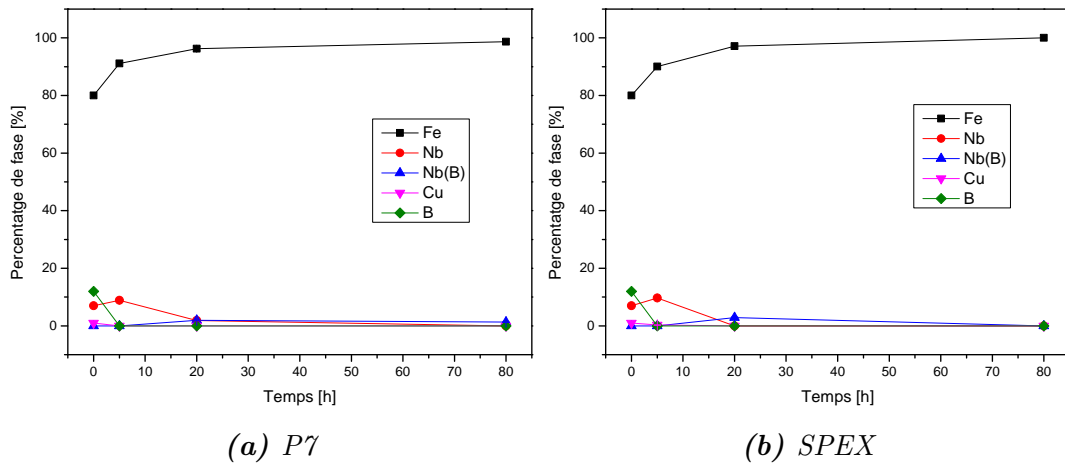 Percentatge de fase [%]
100
80
60
40
20
0
Fe
Nb
Nb(B)
Cu
B
0 10 20 30 40 50 60 70 80
Temps [h]
(a) P7
Percentatge de fase [%]
100
80
60
40
20
0
Fe
Nb
Nb(B)
Cu
B
0 10 20 30 40 50 60 70 80
Temps [h]
(b) SPEX